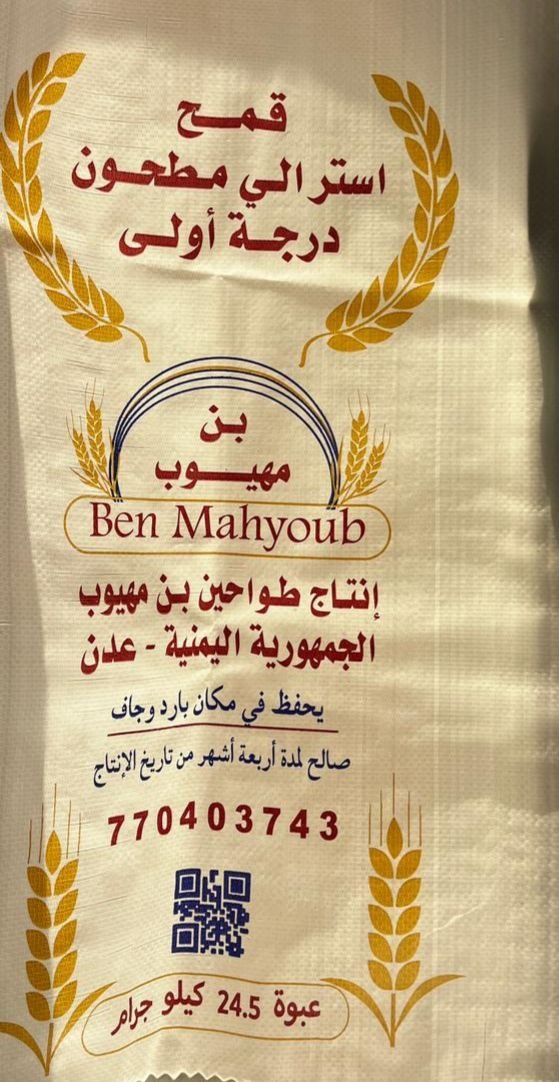 قمح
استرالي مطحون
درجة أولى
بن
مهيوب
Ben Mahyoub
إنتاج طواحين بن مهيوب
الجمهورية اليمنية - عدن
يحفظ في مكان بارد وجاف
صالح لمدة أربعة أشهر من تاريخ الإنتاج
770403743
عبوة 24.5 كيلو جرام